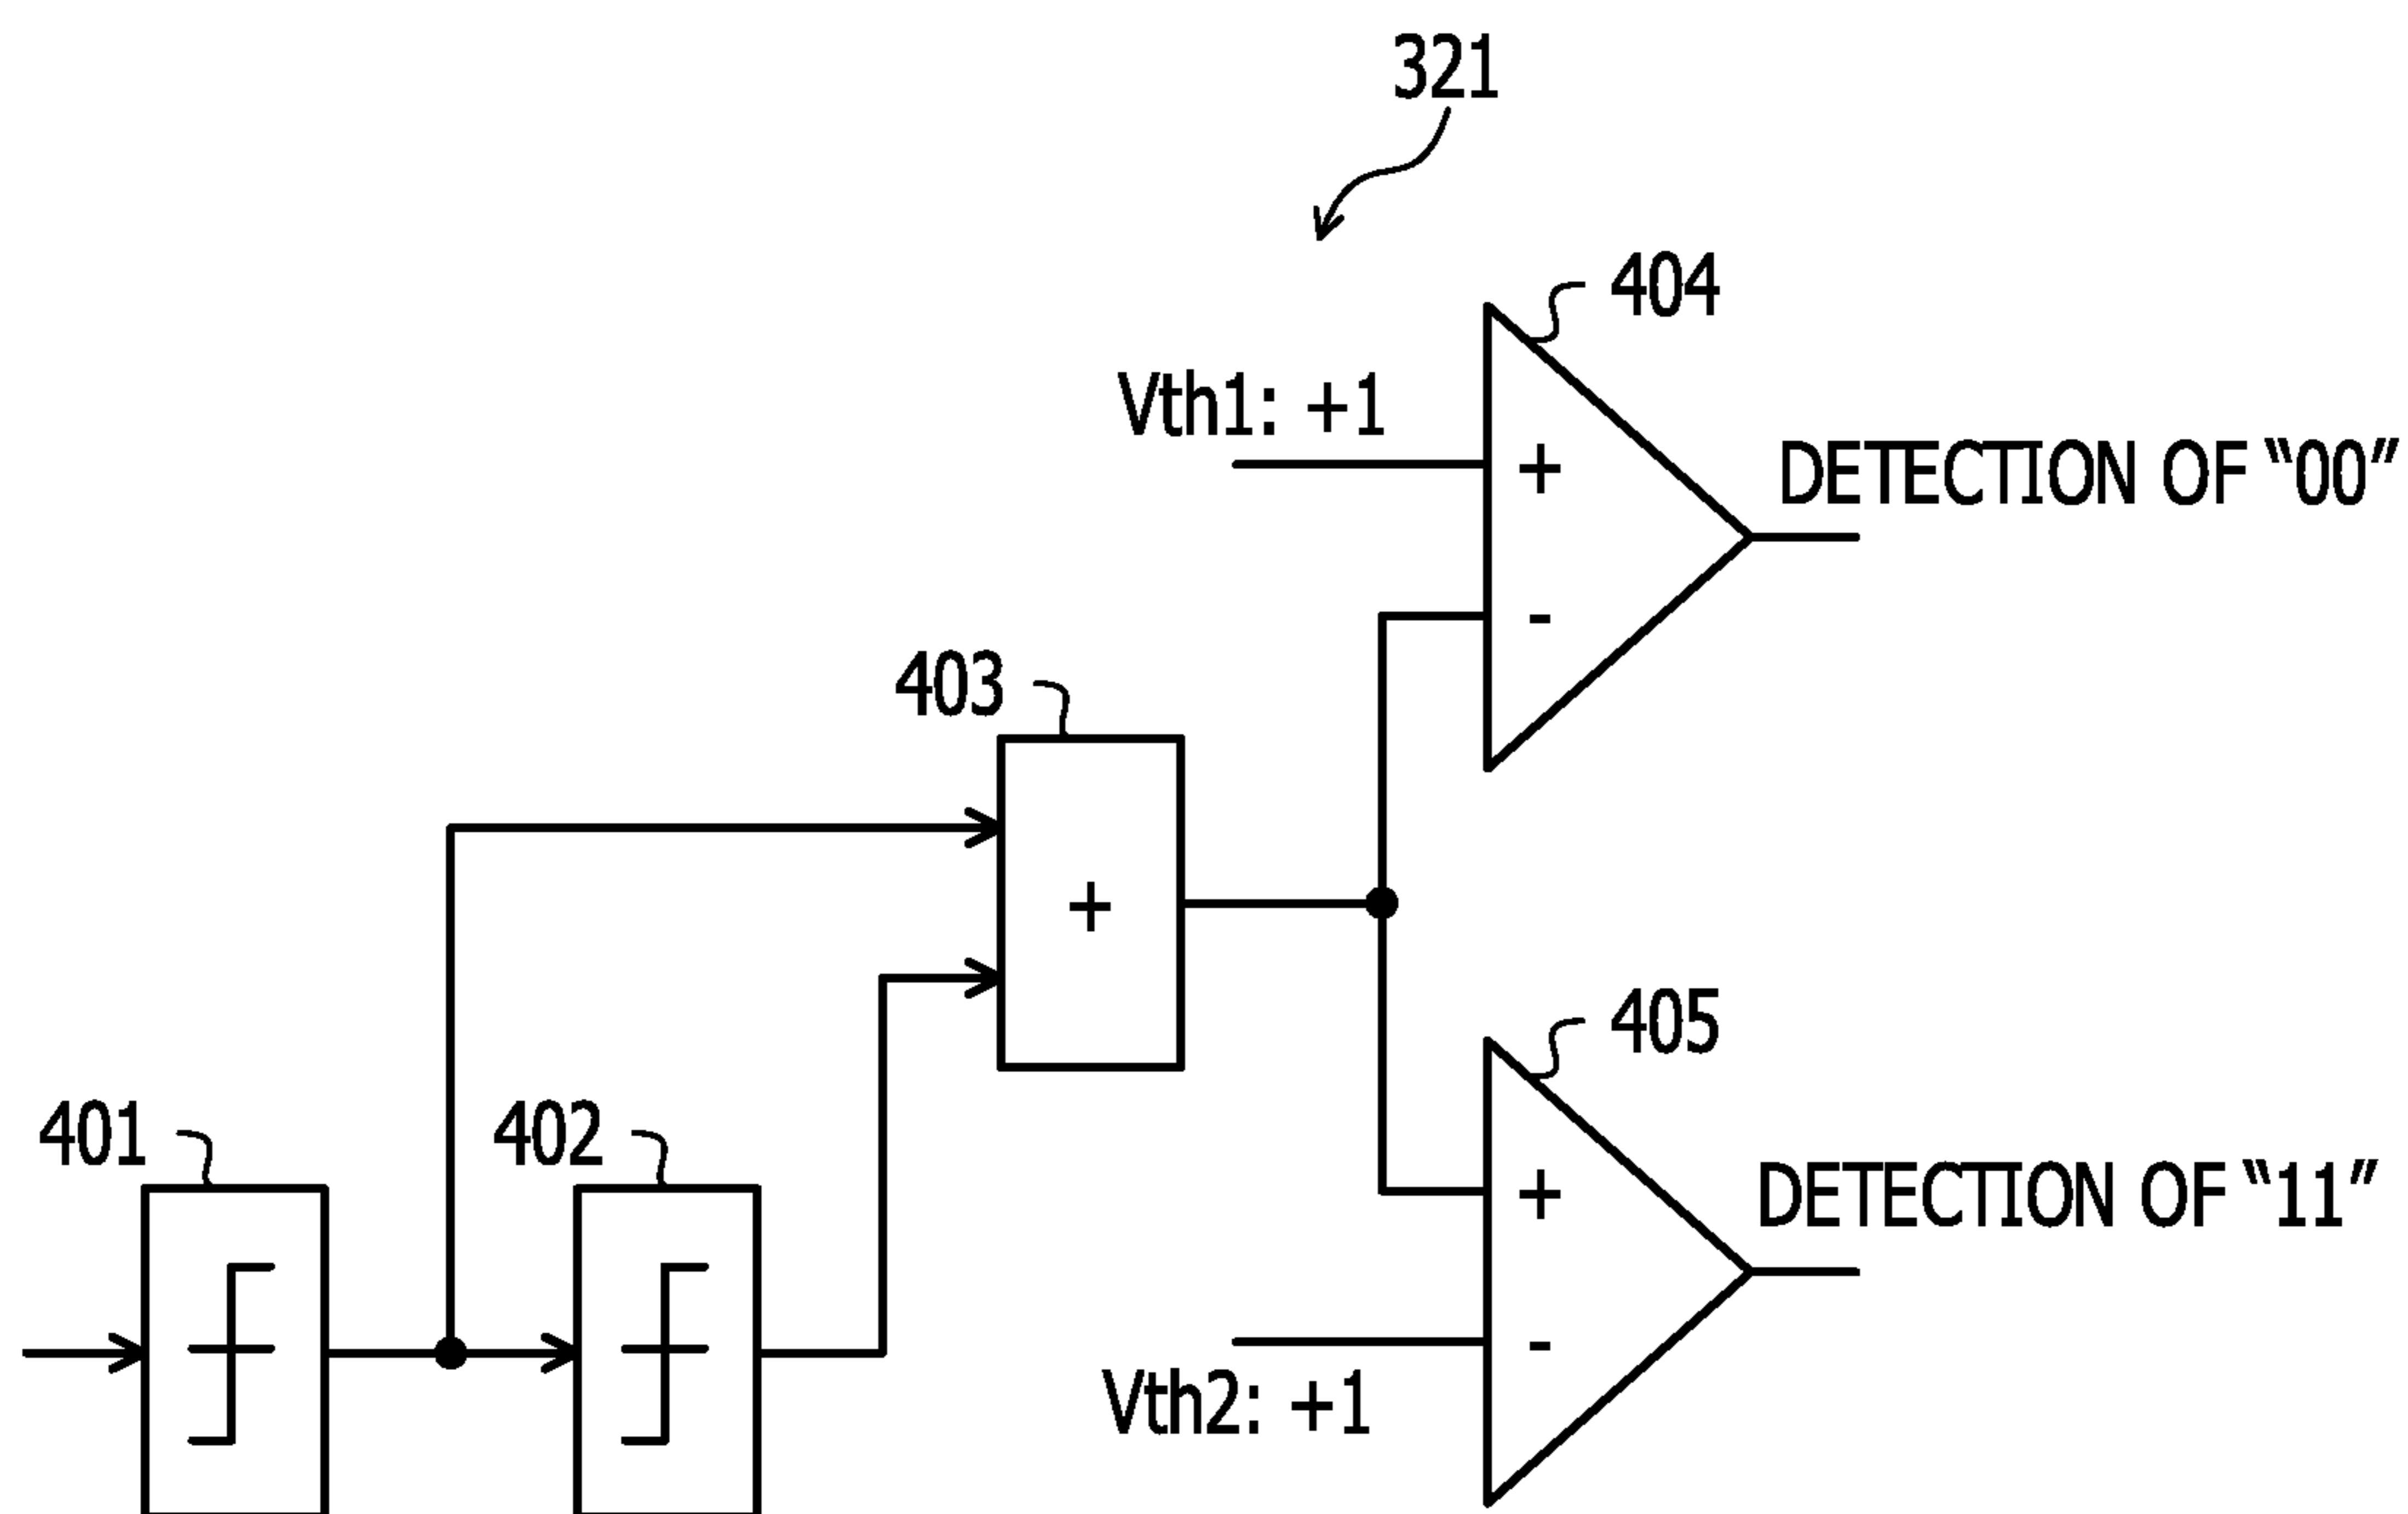 321
404
Vth1: +1
+
DETECTION OF “00”
-
403
+
405
401
402
+
DETECTION OF “11”
-
Vth2: +1